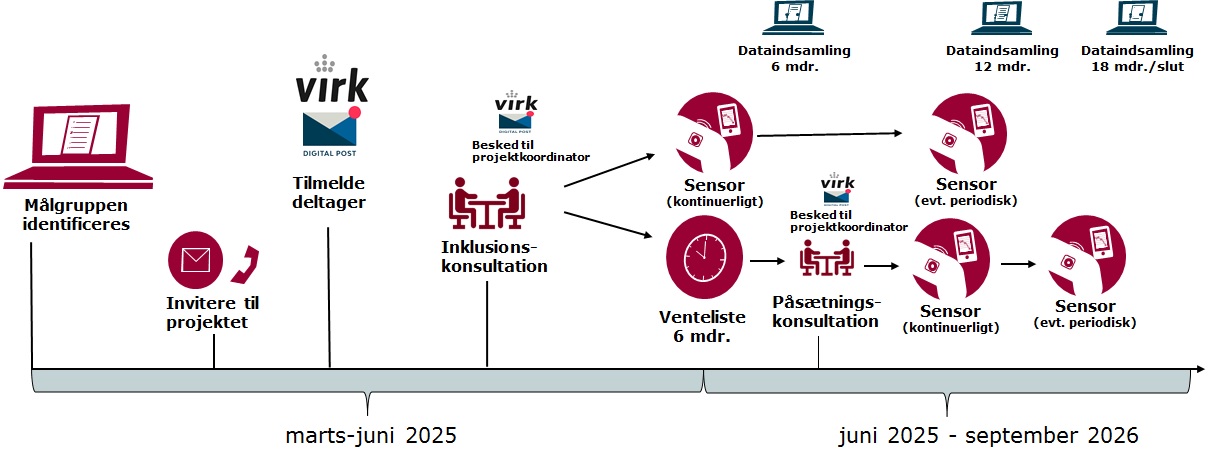 Målgruppen
identificeres
Invitere til
projektet
virk
DIGITAL POST
Tilmelde
deltager
virk
DIGITAL POST
Besked til
projektkoordinator
Inklusions-
konsultation
Sensor
(kontinuerligt)
Venteliste
6 mdr.
Dataindsamling
6 mdr.
virk
Besked til
projektkoordinator
Påsætnings-
konsultation
Sensor
(evt. periodisk)
Sensor
(kontinuerligt)
Dataindsamling
12 mdr.
Sensor
(evt. periodisk)
Dataindsamling
18 mdr./slut
marts-juni 2025
juni 2025 - september 2026